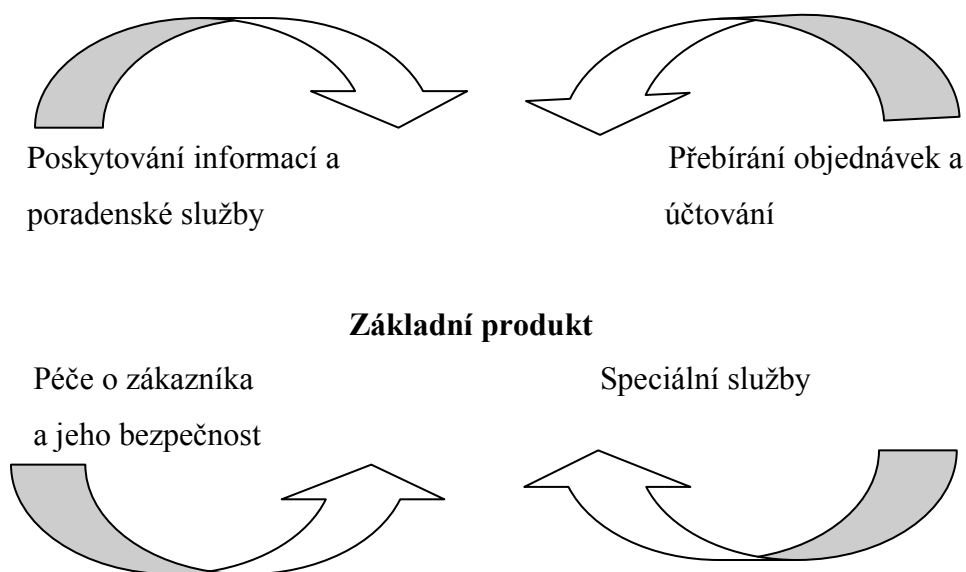 Poskytování informací a
poradenské služby
Přebírání objednávek a
účtování
Základní produkt
Péče o zákazníka
a jeho bezpečnost
Speciální služby